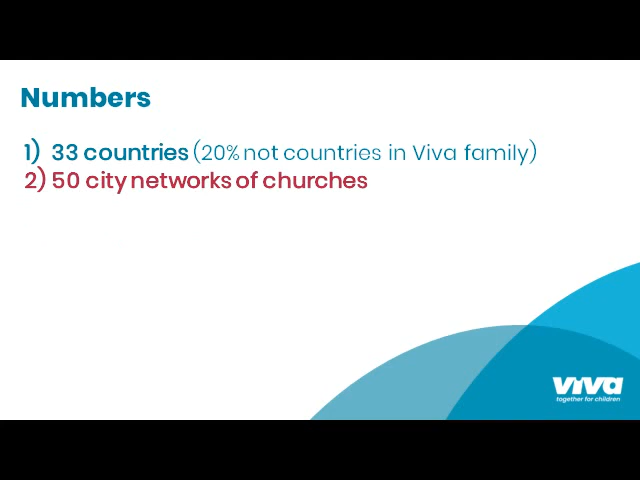 Numbers
1) 33 countries (20% not countries in Viva family)
2) 50 city networks of churches
viva
together for children